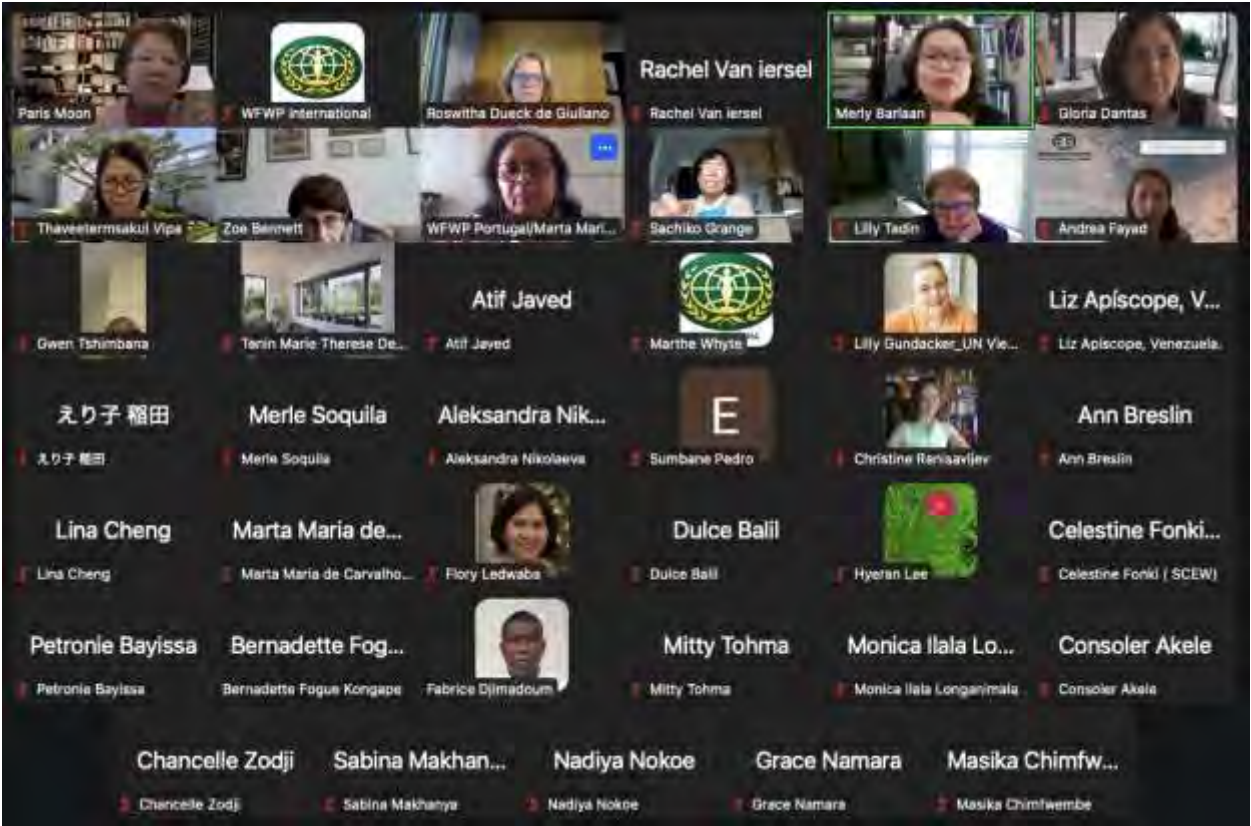 Paris Moon
WFWP International
Roswitha Dueck de Giuliano
Rachel Van iersel
Rachel Van iersel
Merly Barlaan
Gloria Dantas
Thaveetermsakul Vipa
Zoe Bennett
WFWP Portugal/Marta Mari...
Sachiko Grange
Lilly Tadin
Andrea Fayad
Gwen Tshimbana
Tenin Marie Therese De...
Atif Javed
Atif Javed
Marthe Whyte
Lilly Gundacker_UN Vie...
Liz Apíscope, V...
Liz Apíscope, Venezuela.
えり子 稲田
えり子 稲田
Merle Soquila
Merle Soquila
Aleksandra Nik...
Aleksandra Nikolaeva
E
Sumbane Pedro
Christine Renisavljev
Ann Breslin
Ann Breslin
Lina Cheng
Lina Cheng
Marta Maria de...
Marta Maria de Carvalho...
Flory Ledwaba
Dulce Balil
Dulce Balil
Hyeran Lee
Celestine Fonki...
Celestine Fonki ( SCEW)
Petronie Bayissa
Petronie Bayissa
Bernadette Fog...
Bernadette Fogue Kongape
Fabrice Djimadoum
Mitty Tohma
Mitty Tohma
Monica Ilala Lo...
Monica Ilala Longanimala
Consoler Akele
Consoler Akele
Chancelle Zodji
Chancelle Zodji
Sabina Makhan...
Sabina Makhanya
Nadiya Nokoe
Nadiya Nokoe
Grace Namara
Grace Namara
Masika Chimfw...
Masika Chimfwembe